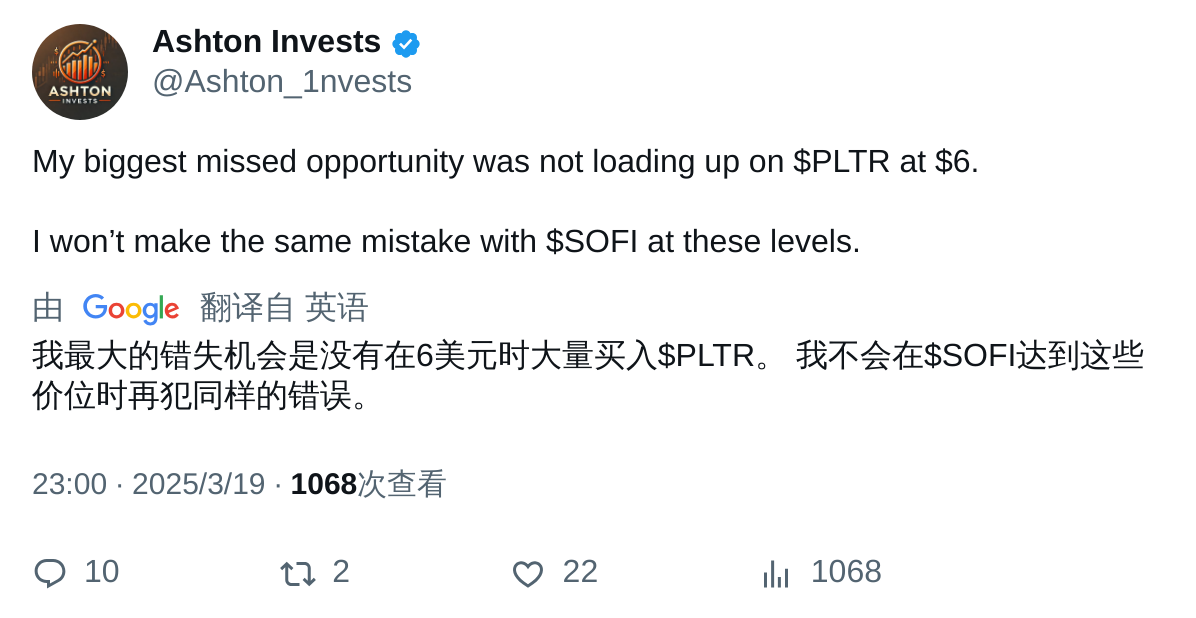 ASHTON
INVESTS
Ashton Invests
@Ashton_1nvests
My biggest missed opportunity was not loading up on $PLTR at $6.
I won’t make the same mistake with $SOFI at these levels.
由 Google 翻译自 英语
我最大的错失机会是没有在6美元时大量买入$PLTR。 我不会在$SOFI达到这些
价位时再犯同样的错误。
23:00 · 2025/3/19 · 1068次查看
10 2 22 1068